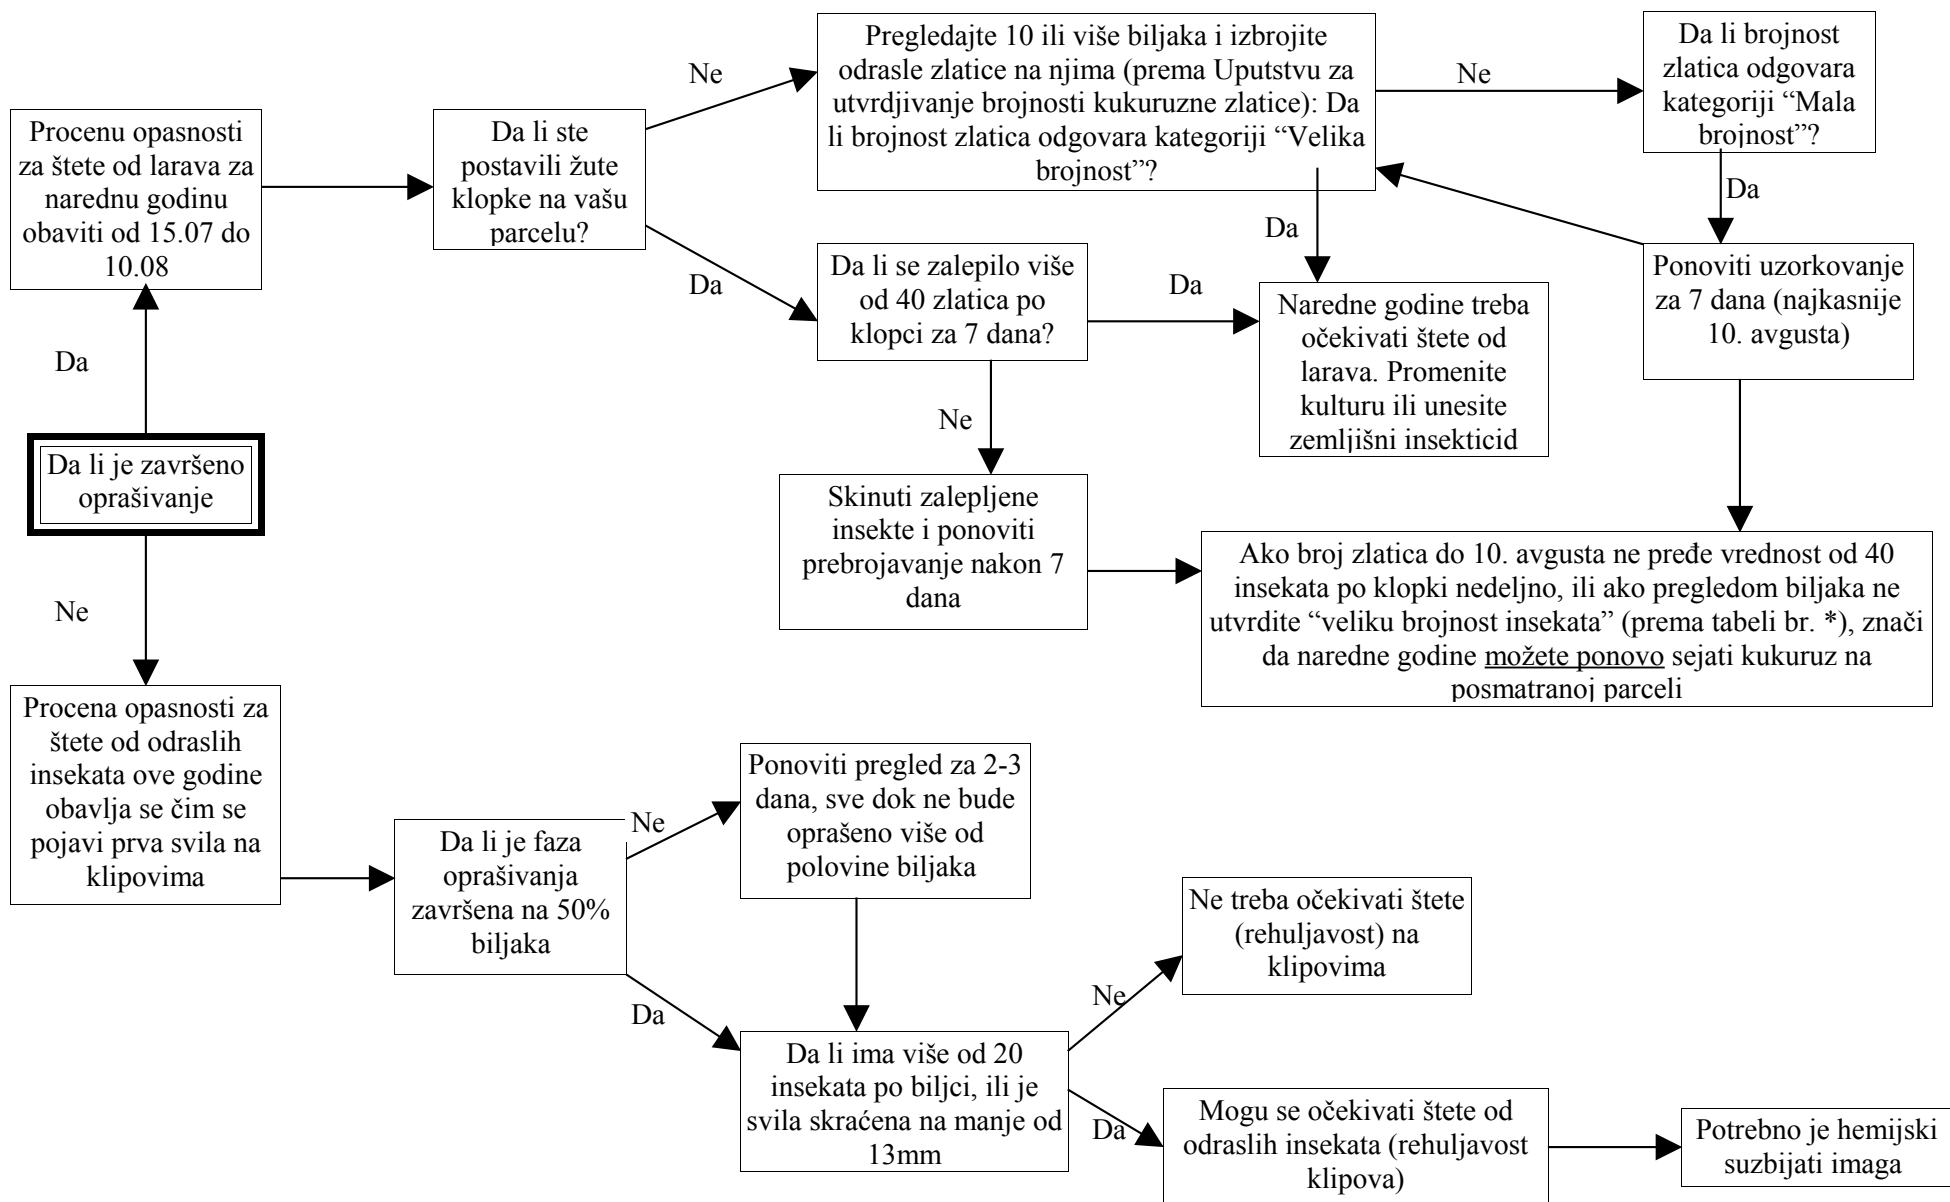 Pregledajte 10 ili više biljaka i izbrojite
odrasle zlatice na njima (prema Uputstvu za
utvrdjivanje brojnosti kukuruzne zlatice): Da
li brojnost zlatica odgovara kategoriji “Velika
brojnost”?
Ne
Ne
Da li brojnost
zlatica odgovara
kategoriji “Mala
brojnost”?
Procenu opasnosti
za štete od larava za
narednu godinu
obaviti od 15.07 do
10.08
Da li ste
postavili žute
klopke na vašu
parcelu?
Da
Da
Da
Da li se zalepilo više
od 40 zlatica po
klopci za 7 dana?
Da
Naredne godine treba
očekivati štete od
larava. Promenite
kulturu ili unesite
zemljišni insekticid
Ponoviti uzorkovanje
za 7 dana (najkasnije
10. avgusta)
Da
Ne
Da li je završeno
oprašivanje
Skinuti zalepljene
insekte i ponoviti
prebrojavanje nakon 7
dana
Ako broj zlatica do 10. avgusta ne pređe vrednost od 40
insekata po klopki nedeljno, ili ako pregledom biljaka ne
utvrdite “veliku brojnost insekata” (prema tabeli br. *), znači
da naredne godine možete ponovo sejati kukuruz na
posmatranoj parceli
Ne
Procena opasnosti za
štete od odraslih
insekata ove godine
obavlja se čim se
pojavi prva svila na
klipovima
Da li je faza
oprašivanja
završena na 50%
biljaka
Ne
Ponoviti pregled za 2-3
dana, sve dok ne bude
oprašeno više od
polovine biljaka
Da
Da li ima više od 20
insekata po biljci, ili je
svila skraćena na manje od
13mm
Ne
Ne treba očekivati štete
(rehuljavost) na
klipovima
Da
Mogu se očekivati štete od
odraslih insekata (rehuljavost
klipova)
Potrebno je hemijski
suzbijati imaga